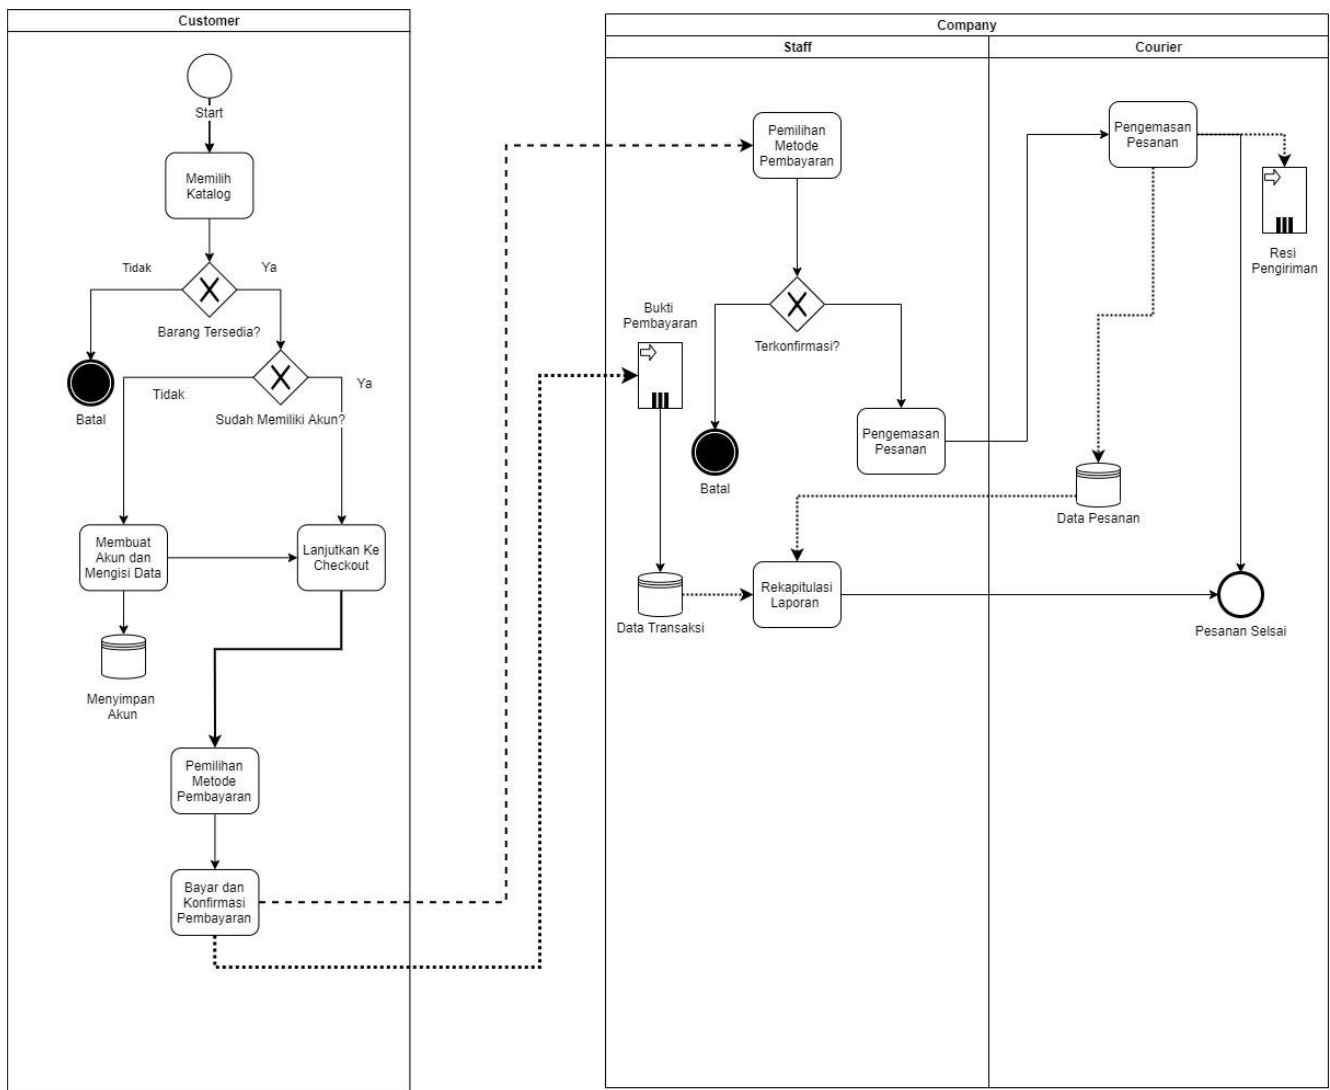 Customer
Start
Memilih
Katalog
Tidak
Ya
Barang Tersedia?
Batal
Tidak
Ya
Sudah Memiliki Akun?
Membuat
Akun dan
Mengisi Data
Lanjutkan Ke
Checkout
Menyimpan
Akun
Pemilihan
Metode
Pembayaran
Bayar dan
Konfirmasi
Pembayaran
Company
Staff
Courier
Pemilihan
Metode
Pembayaran
Bukti
Pembayaran
Terkonfirmasi?
Batal
Pengemasan
Pesanan
Data Transaksi
Rekapitulasi
Laporan
Pengemasan
Pesanan
Resi
Pengiriman
Data Pesanan
Pesanan Selsai